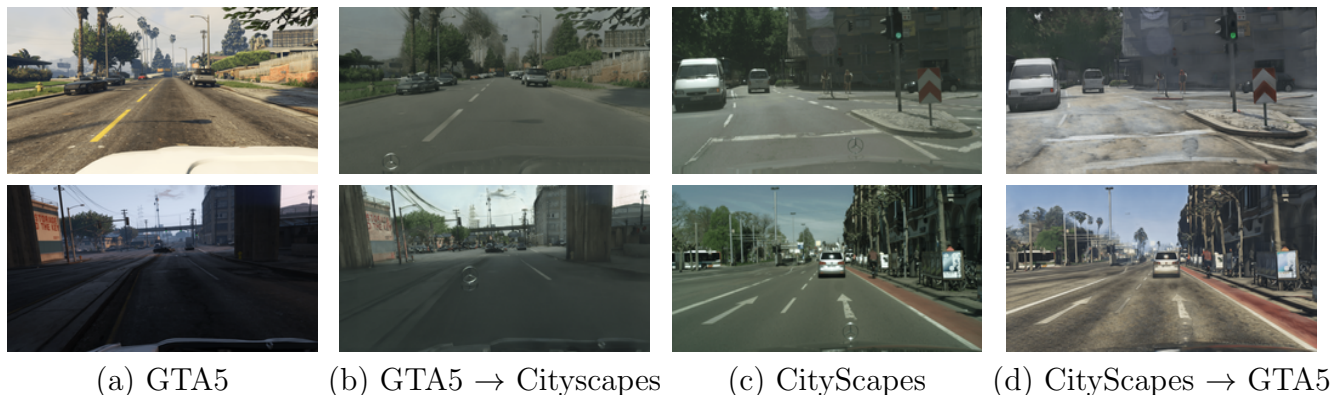 (a) GTA5
(b) GTA5 → Cityscapes
(c) CityScapes
(d) CityScapes → GTA5